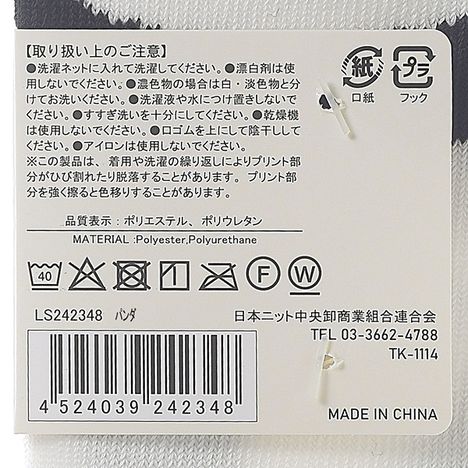 【取り扱い上のご注意】
●洗濯ネットに入れて洗濯してください。●漂白剤は使
用しないでください。●濃色物の場合は白・淡色物と分
けてお洗いください。●洗濯液や水につけ置きしないで
ください。●すすぎ洗いを十分にしてください。●乾燥機
は使用しないでください。●口ゴムを上にして陰干しして
ください。●アイロンは使用しないでください。
※この製品は、着用や洗濯の繰り返しによりプリント部
分がひび割れたり脱落することがあります。プリント部
分を強く擦ると色移りすることがあります。
紙
口紙
プラ
フック
品質表示：ポリエステル、ポリウレタン
MATERIAL :Polyester,Polyurethane
40
F
W
LS242348 パンダ
4 524039 242348
日本ニット中央卸商業組合連合会
TEL 03-3662-4788
TK-1114
MADE IN CHINA